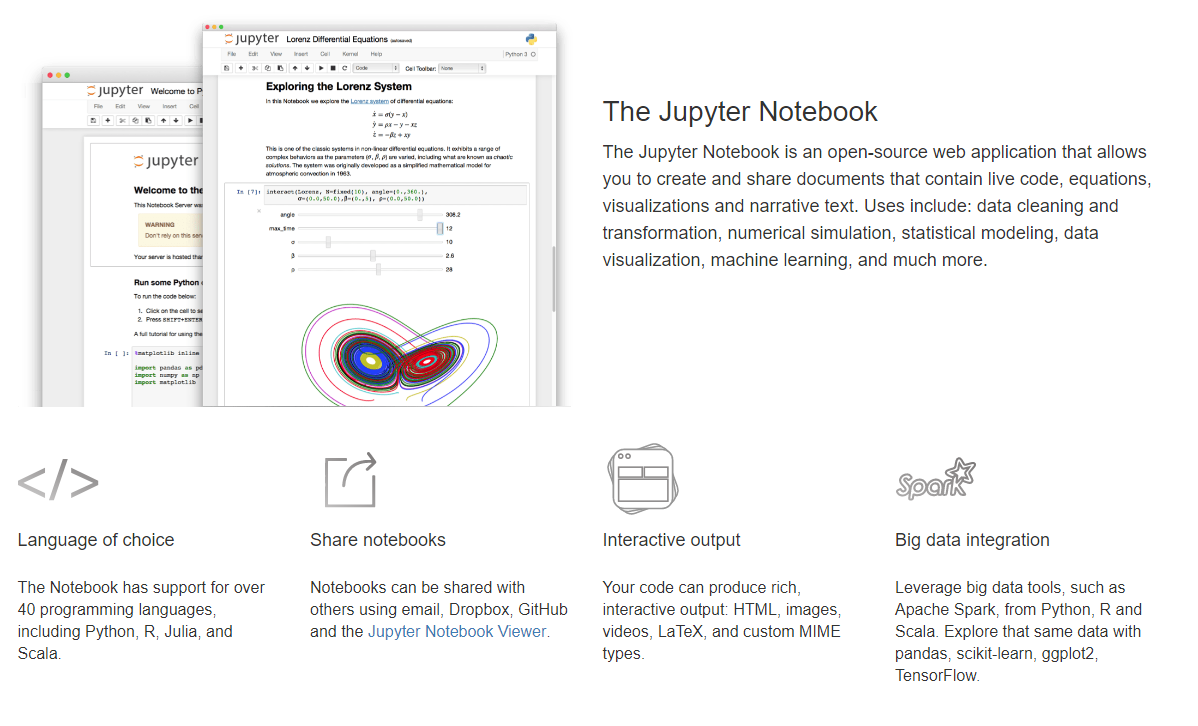 jupyter Lorenz Differential Equations (autosaved)
File Edit View Insert Cell Kernel Help
Python 3
Code
Cell Toolbar: None
Exploring the Lorenz System
In this Notebook we explore the Lorenz system of differential equations:
ẋ = σ(y − x)
ẏ = ρx − y − xz
ż = −βz + xy
This is one of the classic systems in non-linear differential equations. It exhibits a range of
complex behaviors as the parameters (σ, β, ρ) are varied, including what are known as chaotic
solutions. The system was originally developed as a simplified mathematical model for
atmospheric convection in 1963.
In [7]: interact(Lorenz, N=fixed(10), angle=(0.,360.),
σ=(0.0,50.0),β=(0.,5), ρ=(0.0,50.0))
angle 308.2
max_time 12
σ 10
β 2.6
ρ 28
jupyter Welcome to P
File Edit View Insert Cell
jupyter
Welcome to the
This Notebook Server was
WARNING
Don't rely on this serv
Your server is hosted than
Run some Python
To run the code below:
1. Click on the cell to se
2. Press SHIFT+ENTER
A full tutorial for using the
In [ ]: %matplotlib inline
import pandas as pd
import numpy as np
import matplotlib
The Jupyter Notebook
The Jupyter Notebook is an open-source web application that allows
you to create and share documents that contain live code, equations,
visualizations and narrative text. Uses include: data cleaning and
transformation, numerical simulation, statistical modeling, data
visualization, machine learning, and much more.
</>
Language of choice
The Notebook has support for over
40 programming languages,
including Python, R, Julia, and
Scala.
Share notebooks
Notebooks can be shared with
others using email, Dropbox, GitHub
and the Jupyter Notebook Viewer.
Interactive output
Your code can produce rich,
interactive output: HTML, images,
videos, LaTeX, and custom MIME
types.
Spark
Big data integration
Leverage big data tools, such as
Apache Spark, from Python, R and
Scala. Explore that same data with
pandas, scikit-learn, ggplot2,
TensorFlow.